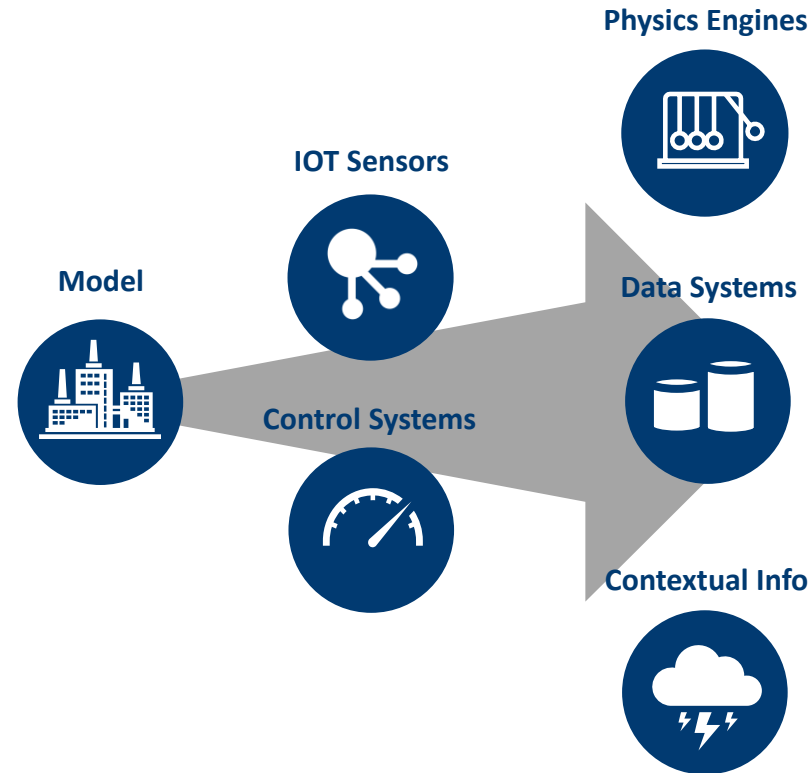 Physics Engines
IOT Sensors
Model
Data Systems
Control Systems
Contextual Info